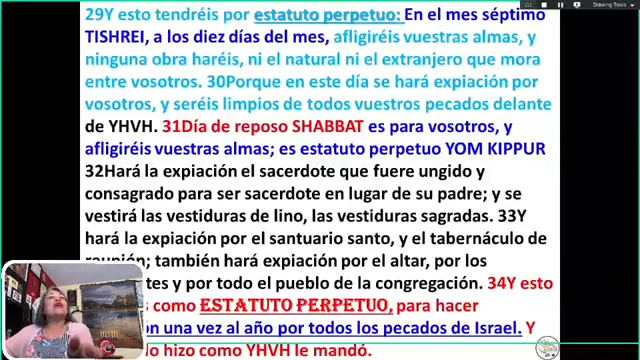 29Y esto tendréis por estatuto perpetuo: En el mes séptimo
TISHREI, a los diez días del mes, afligiréis vuestras almas, y
ninguna obra haréis, ni el natural ni el extranjero que mora
entre vosotros. 30Porque en este día se hará expiación por
vosotros, y seréis limpios de todos vuestros pecados delante
de YHVH. 31Día de reposo SHABBAT es para vosotros, y
afligiréis vuestras almas; es estatuto perpetuo YOM KIPPUR
32Hará la expiación el sacerdote que fuere ungido y
consagrado para ser sacerdote en lugar de su padre; y se
vestirá las vestiduras de lino, las vestiduras sagradas. 33Y
hará la expiación por el santuario santo, y el tabernáculo de
reunión; también hará expiación por el altar, por los
tes y por todo el pueblo de la congregación. 34Y esto
s como ESTATUTO PERPETUO, para hacer
ón una vez al año por todos los pecados de Israel. Y
lo hizo como YHVH le mandó.